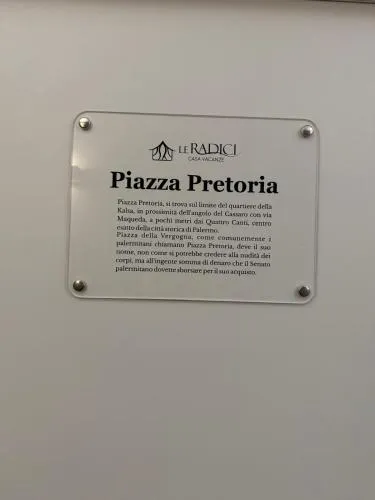 LE RADICI
CASA VACANZE
Piazza Pretoria
Piazza Pretoria, si trova sul limite del quartiere della
Kalsa, in prossimità dell'angolo del Cassaro con via
Maqueda, a pochi metri dai Quattro Canti, centro
esatto della città storica di Palermo.
Piazza della Vergogna, come comunemente i
palermitani chiamano Piazza Pretoria, deve il suo
nome, non come si potrebbe credere alla nudità dei
corpi, ma all'ingente somma di denaro che il Senato
palermitano dovette sborsare per il suo acquisto.